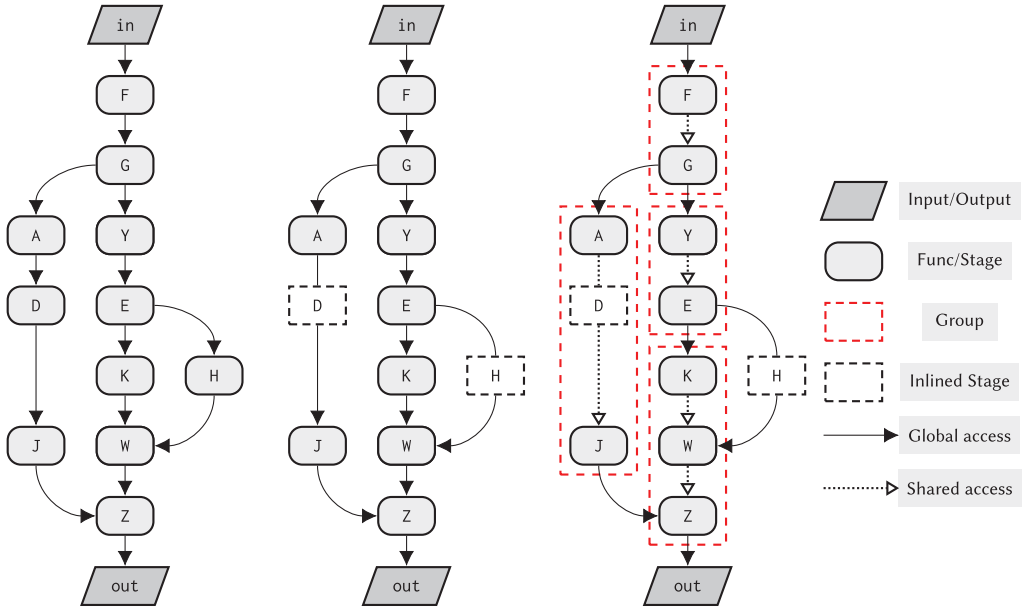 in
F
G
A
Y
D
E
K
H
J
W
Z
out
in
F
G
A
Y
D
E
K
H
J
W
Z
out
in
F
G
A
Y
D
E
K
H
J
W
Z
out
Input/Output
Func/Stage
Group
Inlined Stage
Global access
Shared access